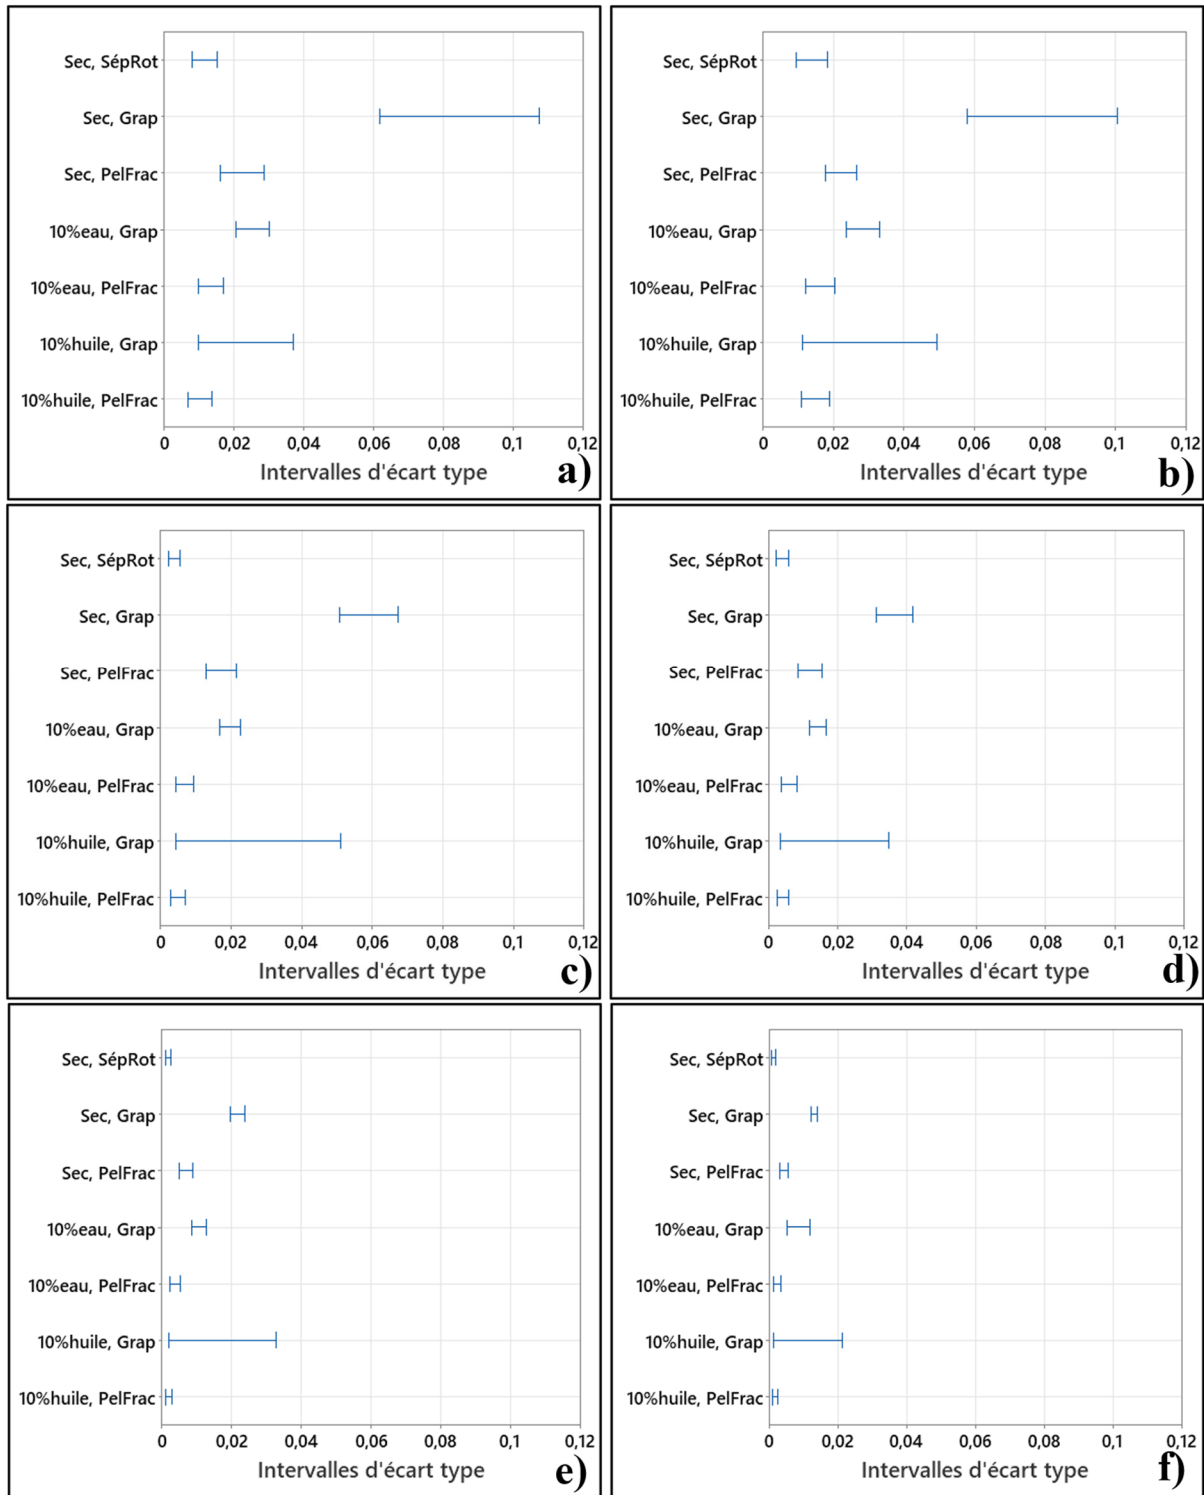 Sec, SépRot
Sec, Grap
Sec, PelFrac
10%eau, Grap
10%eau, PelFrac
10%huile, Grap
10%huile, PelFrac
0 0,02 0,04 0,06 0,08 0,1 0,12
Intervalles d'écart type
a)
Sec, SépRot
Sec, Grap
Sec, PelFrac
10%eau, Grap
10%eau, PelFrac
10%huile, Grap
10%huile, PelFrac
0 0,02 0,04 0,06 0,08 0,1 0,12
Intervalles d'écart type
b)
Sec, SépRot
Sec, Grap
Sec, PelFrac
10%eau, Grap
10%eau, PelFrac
10%huile, Grap
10%huile, PelFrac
0 0,02 0,04 0,06 0,08 0,1 0,12
Intervalles d'écart type
c)
Sec, SépRot
Sec, Grap
Sec, PelFrac
10%eau, Grap
10%eau, PelFrac
10%huile, Grap
10%huile, PelFrac
0 0,02 0,04 0,06 0,08 0,1 0,12
Intervalles d'écart type
d)
Sec, SépRot
Sec, Grap
Sec, PelFrac
10%eau, Grap
10%eau, PelFrac
10%huile, Grap
10%huile, PelFrac
0 0,02 0,04 0,06 0,08 0,1 0,12
Intervalles d'écart type
e)
Sec, SépRot
Sec, Grap
Sec, PelFrac
10%eau, Grap
10%eau, PelFrac
10%huile, Grap
10%huile, PelFrac
0 0,02 0,04 0,06 0,08 0,1 0,12
Intervalles d'écart type
f)